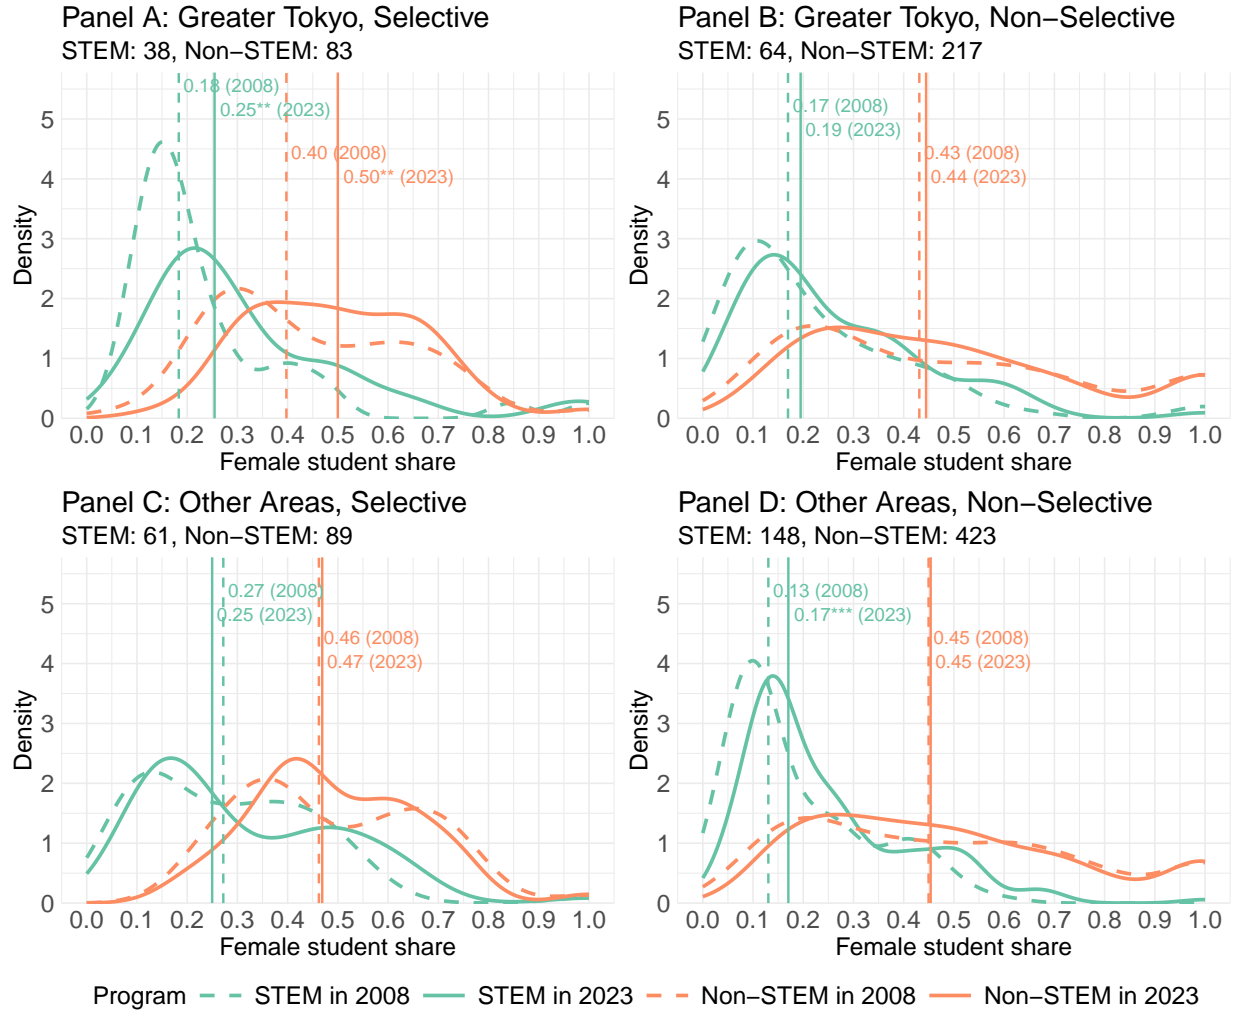 Panel A: Greater Tokyo, Selective
STEM: 38, Non−STEM: 83
0.18 (2008)
0.25** (2023)
0.40 (2008)
0.50** (2023)
5
4
3
2
1
0
Density
0.0 0.1 0.2 0.3 0.4 0.5 0.6 0.7 0.8 0.9 1.0
Female student share
Panel B: Greater Tokyo, Non−Selective
STEM: 64, Non−STEM: 217
0.17 (2008)
0.19 (2023)
0.43 (2008)
0.44 (2023)
5
4
3
2
1
0
Density
0.0 0.1 0.2 0.3 0.4 0.5 0.6 0.7 0.8 0.9 1.0
Female student share
Panel C: Other Areas, Selective
STEM: 61, Non−STEM: 89
0.27 (2008)
0.25 (2023)
0.46 (2008)
0.47 (2023)
5
4
3
2
1
0
Density
0.0 0.1 0.2 0.3 0.4 0.5 0.6 0.7 0.8 0.9 1.0
Female student share
Panel D: Other Areas, Non−Selective
STEM: 148, Non−STEM: 423
0.13 (2008)
0.17*** (2023)
0.45 (2008)
0.45 (2023)
5
4
3
2
1
0
Density
0.0 0.1 0.2 0.3 0.4 0.5 0.6 0.7 0.8 0.9 1.0
Female student share
Program STEM in 2008 STEM in 2023 Non−STEM in 2008 Non−STEM in 2023